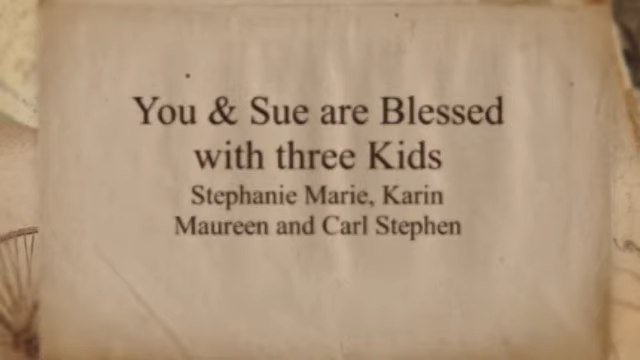 You & Sue are Blessed
with three Kids
Stephanie Marie, Karin
Maureen and Carl Stephen